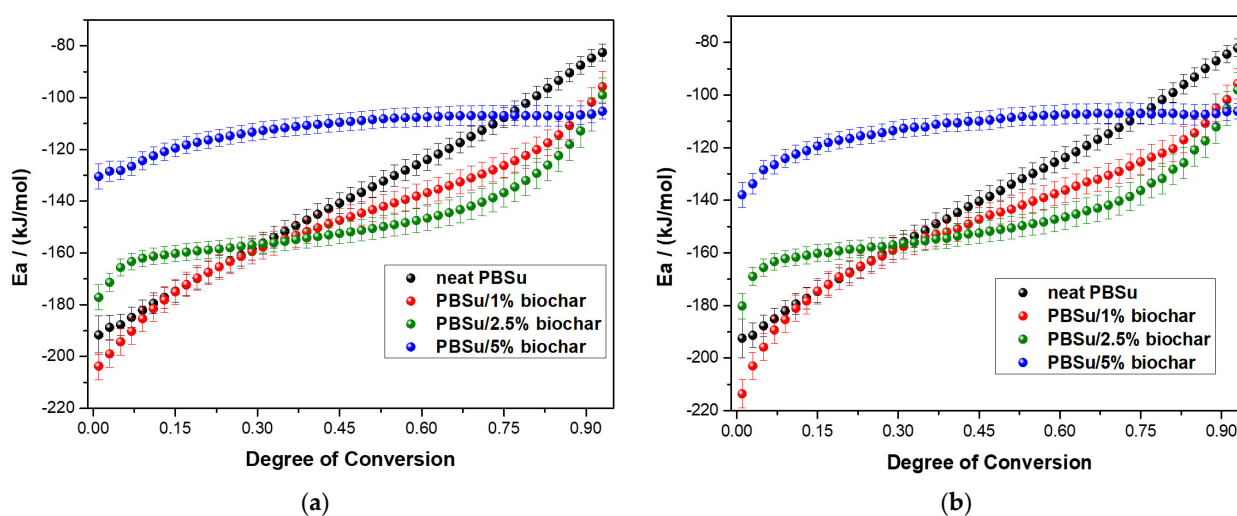 -80
-100
-120
-140
-160
-180
-200
-220
Ea / (kJ/mol)
neat PBSu
PBSu/1% biochar
PBSu/2.5% biochar
PBSu/5% biochar
0.00 0.15 0.30 0.45 0.60 0.75 0.90
Degree of Conversion
(a)
-80
-100
-120
-140
-160
-180
-200
-220
Ea / (kJ/mol)
neat PBSu
PBSu/1% biochar
PBSu/2.5% biochar
PBSu/5% biochar
0.00 0.15 0.30 0.45 0.60 0.75 0.90
Degree of Conversion
(b)